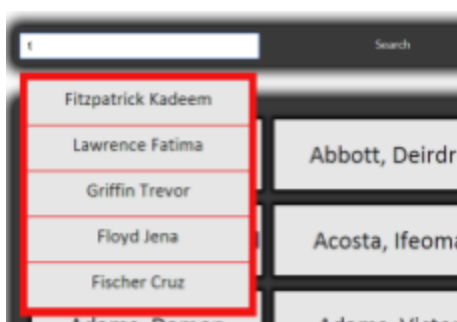 Search
Fitzpatrick Kadeem
Lawrence Fatima
Griffin Trevor
Floyd Jena
Fischer Cruz
Abbott, Deirdr
Acosta, Ifeoma